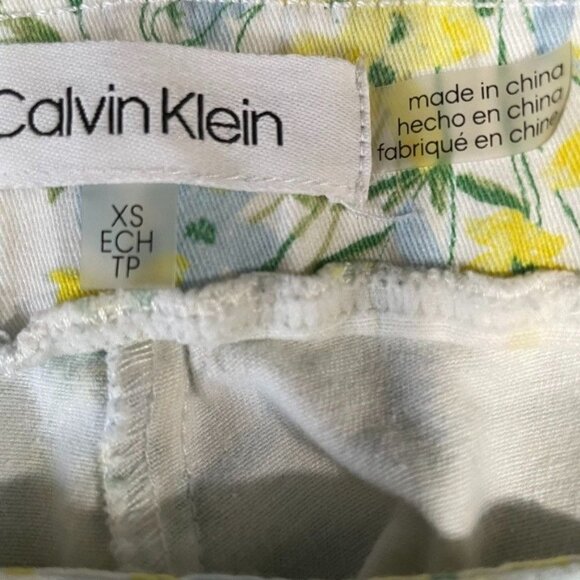 Calvin Klein
made in china
hecho en china
fabriqué en chine
XS
ECH
TP